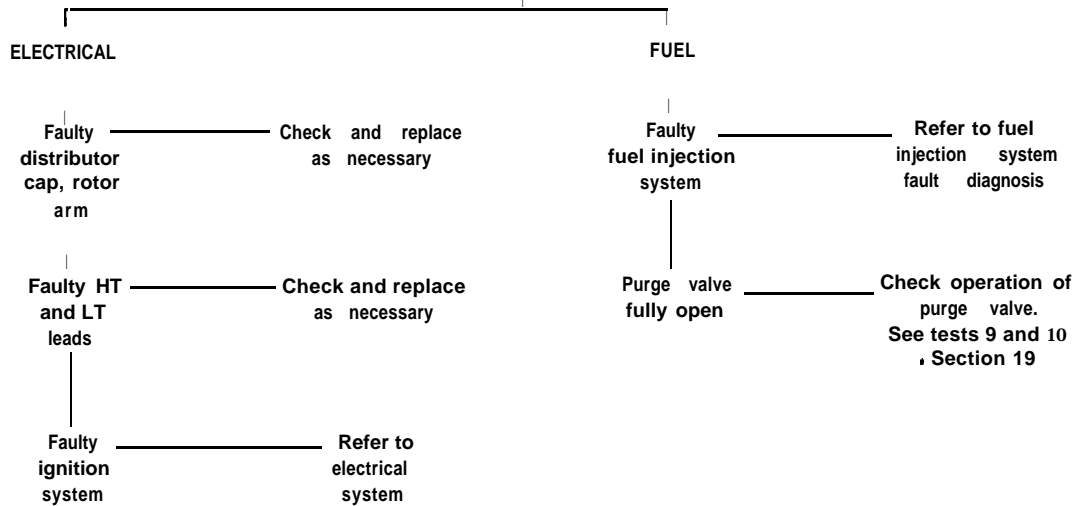 ELECTRICAL
Faulty
distributor
cap, rotor
arm
Check and replace
as necessary
Faulty HT
and LT
leads
Check and replace
as necessary
Faulty
ignition
system
Refer to
electrical
system
FUEL
Faulty
fuel injection
system
Refer to fuel
injection system
fault diagnosis
Purge valve
fully open
Check operation of
purge valve.
See tests 9 and 10
Section 19